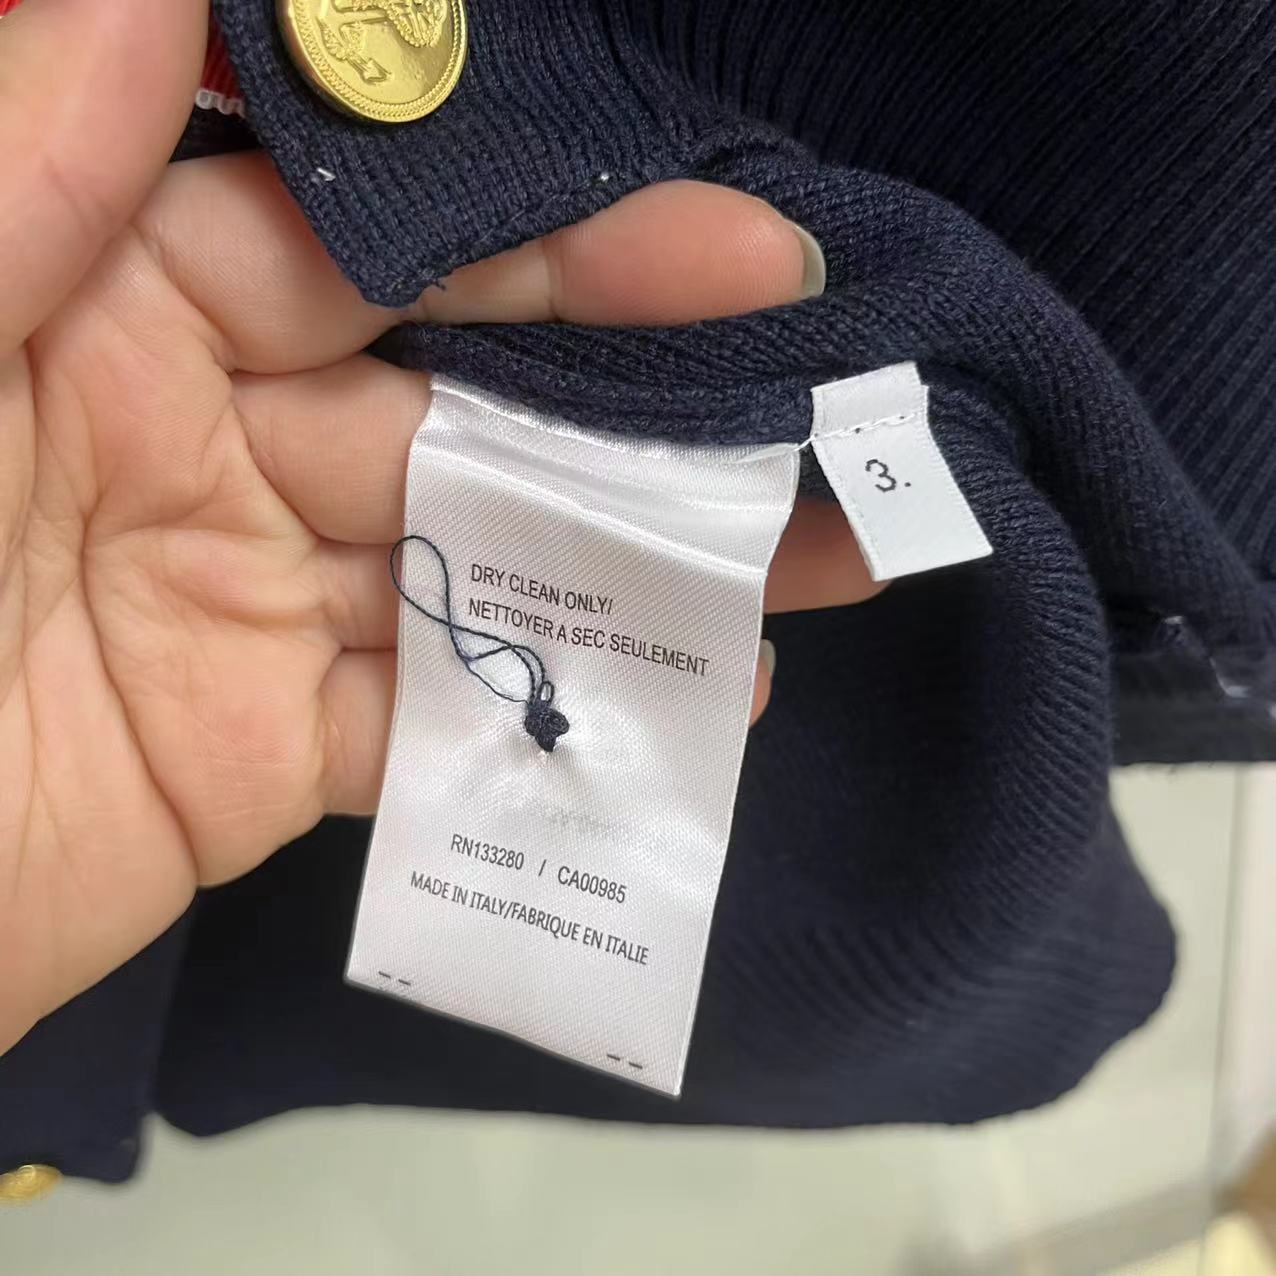 3.
DRY CLEAN ONLY/
NETTOYER A SEC SEULEMENT
RN133280 / CA00985
MADE IN ITALY/FABRIQUE EN ITALIE